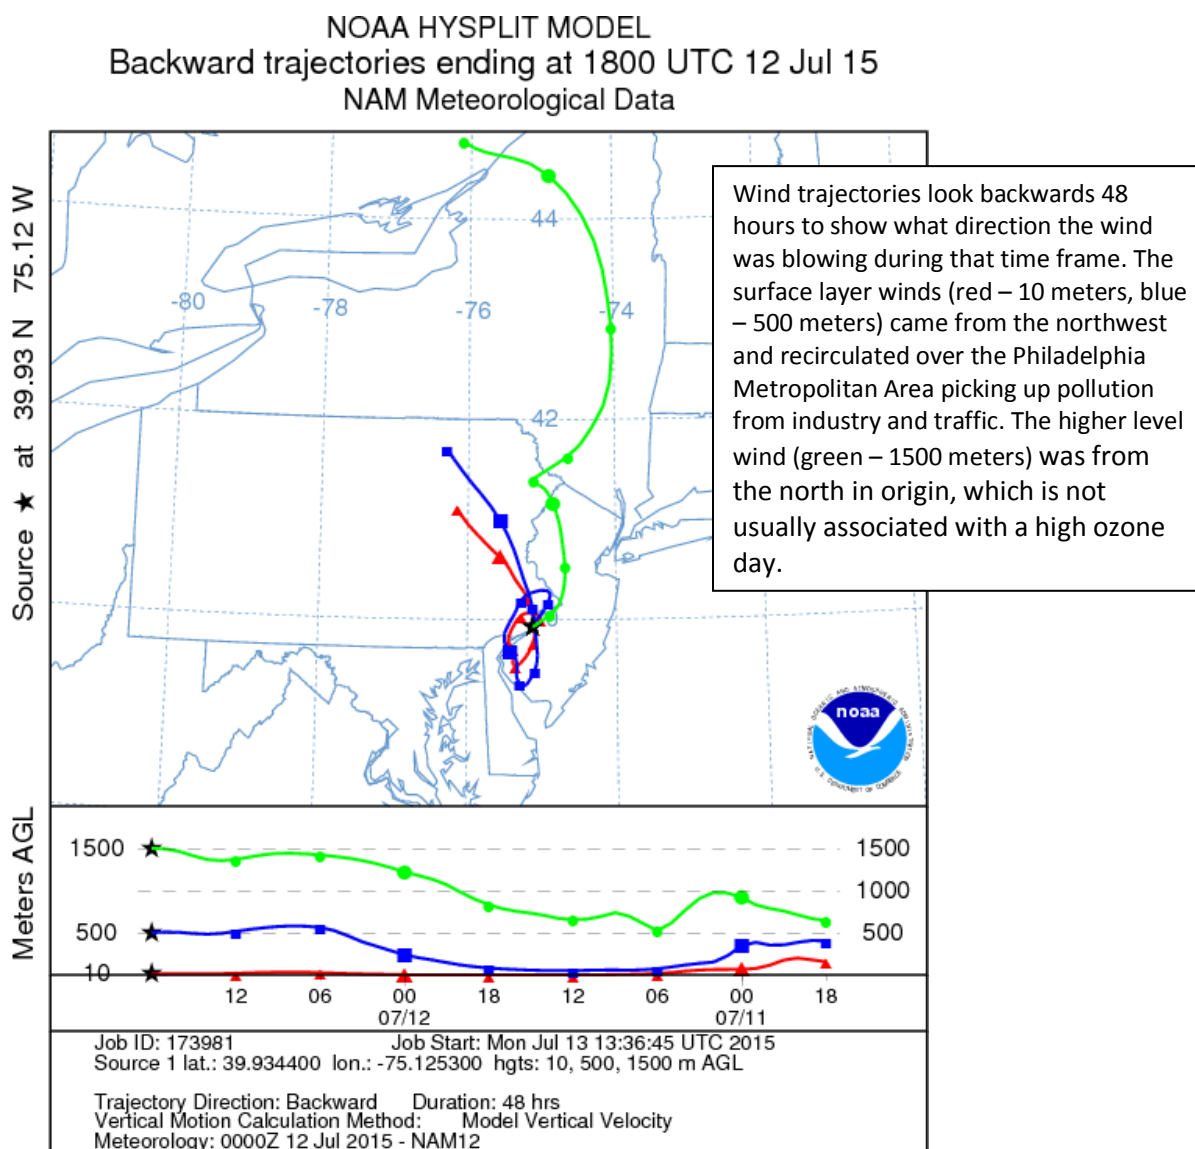 NOAA HYSPLIT MODEL
Backward trajectories ending at 1800 UTC 12 Jul 15
NAM Meteorological Data
Source ★ at 39.93 N 75.12 W
44
-80
-78
-76
-74
42
Wind trajectories look backwards 48
hours to show what direction the wind
was blowing during that time frame. The
surface layer winds (red – 10 meters, blue
– 500 meters) came from the northwest
and recirculated over the Philadelphia
Metropolitan Area picking up pollution
from industry and traffic. The higher level
wind (green – 1500 meters) was from
the north in origin, which is not
usually associated with a high ozone
day.
noaa
NATIONAL OCEANIC AND ATMOSPHERIC ADMINISTRATION
U.S. DEPARTMENT OF COMMERCE
Meters AGL
1500 1500
1000
500 500
10
12 06 00 18 12 06 00 18
07/12 07/11
Job ID: 173981 Job Start: Mon Jul 13 13:36:45 UTC 2015
Source 1 lat.: 39.934400 lon.: -75.125300 hgts: 10, 500, 1500 m AGL
Trajectory Direction: Backward Duration: 48 hrs
Vertical Motion Calculation Method: Model Vertical Velocity
Meteorology: 0000Z 12 Jul 2015 - NAM12